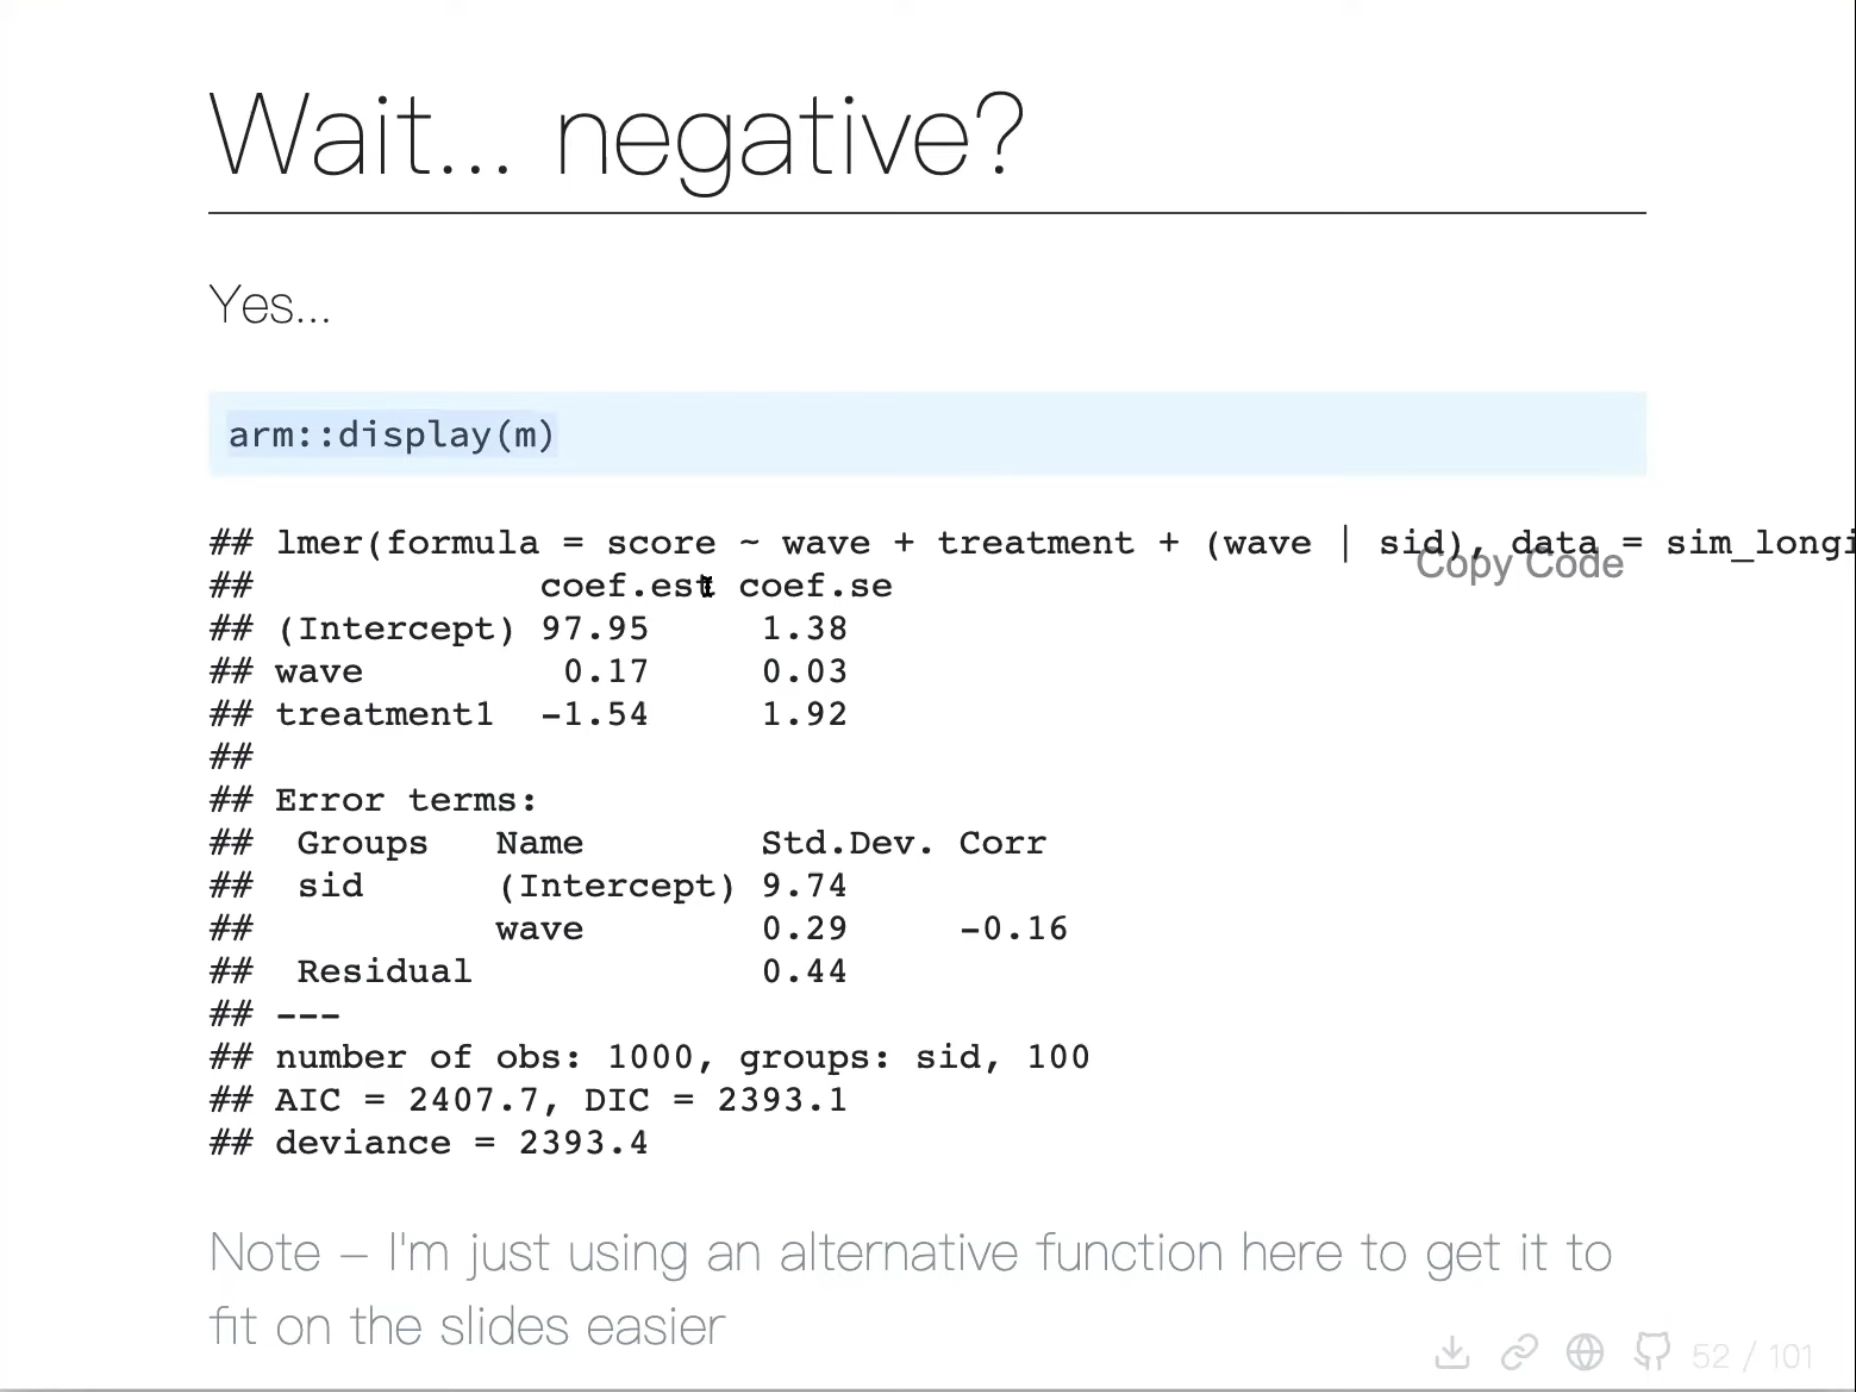 Wait... negative?
Yes...
arm::display(m)
## lmer(formula = score ~ wave + treatment + (wave | sid), data = sim_longi
Copy Code
## coef.est coef.se
## (Intercept) 97.95 1.38
## wave 0.17 0.03
## treatment1 -1.54 1.92
##
## Error terms:
## Groups Name Std.Dev. Corr
## sid (Intercept) 9.74
## wave 0.29 -0.16
## Residual 0.44
## ---
## number of obs: 1000, groups: sid, 100
## AIC = 2407.7, DIC = 2393.1
## deviance = 2393.4
Note – I'm just using an alternative function here to get it to
fit on the slides easier
52 / 101